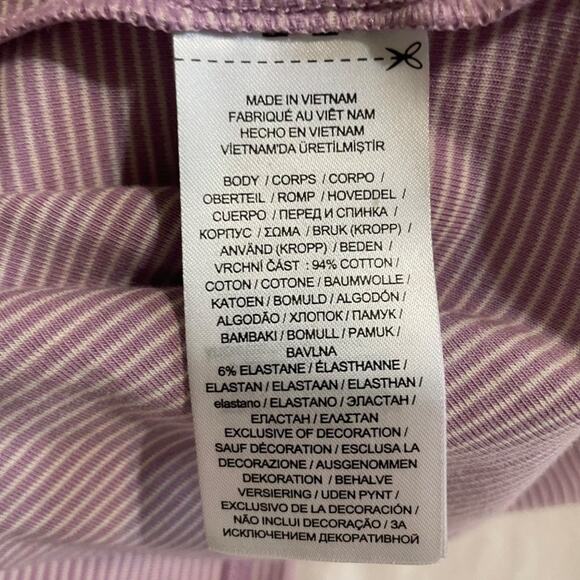 MADE IN VIETNAM
FABRIQUÉ AU VIÊT NAM
HECHO EN VIETNAM
VİETNAM'DA ÜRETİLMİŞTİR
BODY / CORPS / CORPO /
OBERTEIL / ROMP / HOVEDDEL /
CUERPO / ПЕРЕД И СПИНКА /
КОРПУС / ΣΩΜΑ / BRUK (KROPP) /
ANVÄND (KROPP) / BEDEN /
VRCHNÍ ČÁST : 94% COTTON /
COTON / COTONE / BAUMWOLLE /
KATOEN / BOMULD / ALGODÓN /
ALGODÃO / ХЛОПОК / ПАМУК /
BAMBAKI / BOMULL / PAMUK /
BAVLNA
6% ELASTANE / ÉLASTHANNE /
ELASTAN / ELASTAAN / ELASTHAN /
elastano / ELASTANO / ЭЛАСТАН /
ЕЛАСТАН / ΕΛΑΣΤΑΝ
EXCLUSIVE OF DECORATION /
SAUF DÉCORATION / ESCLUSA LA
DECORAZIONE / AUSGENOMMEN
DEKORATION / BEHALVE
VERSIERING / UDEN PYNT /
EXCLUSIVO DE LA DECORACIÓN /
NÃO INCLUI DECORAÇÃO / ЗА
ИСКЛЮЧЕНИЕМ ДЕКОРАТИВНОЙ